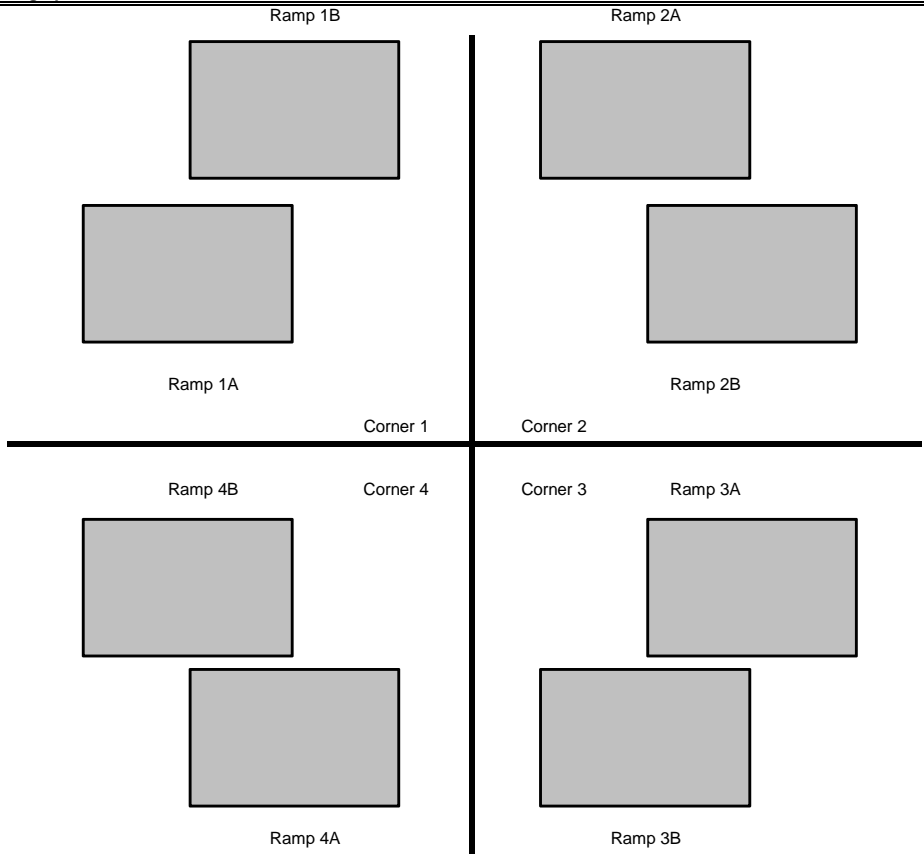 Ramp 1B
Ramp 2A
Ramp 1A
Ramp 2B
Corner 1
Corner 2
Ramp 4B
Corner 4
Corner 3
Ramp 3A
Ramp 4A
Ramp 3B